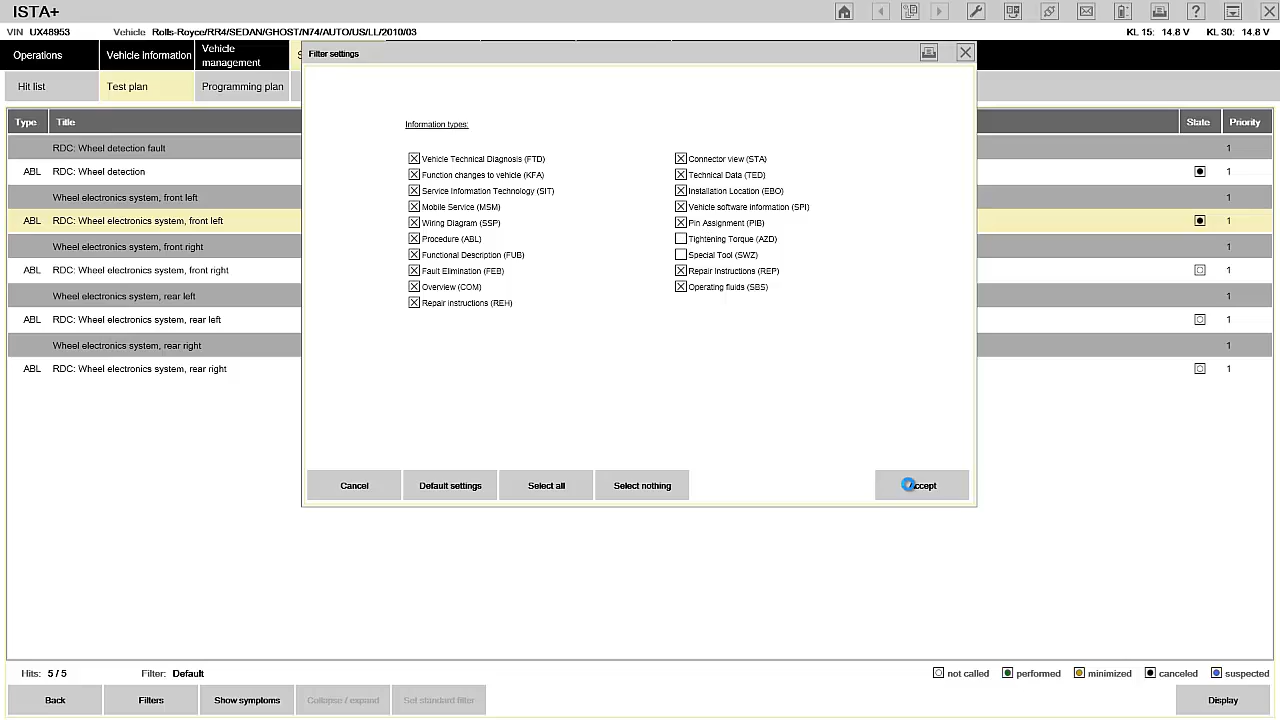 ISTA+
VIN UX48953 Vehicle Rolls-Royce/RR4/SEDAN/GHOST/N74/AUTO/US/LL/2010/03 KL 15: 14.8 V KL 30: 14.8 V
Operations Vehicle Information Vehicle management
Hit list Test plan Programming plan
Filter settings
Type Title State Priority
RDC: Wheel detection fault 1
ABL RDC: Wheel detection 1
Wheel electronics system, front left 1
ABL RDC: Wheel electronics system, front left 1
Wheel electronics system, front right 1
ABL RDC: Wheel electronics system, front right 1
Wheel electronics system, rear left 1
ABL RDC: Wheel electronics system, rear left 1
Wheel electronics system, rear right 1
ABL RDC: Wheel electronics system, rear right 1
Information types:
Vehicle Technical Diagnosis (FTD) Connector view (STA)
Function changes to vehicle (KFA) Technical Data (TED)
Service Information Technology (SIT) Installation Location (EBO)
Mobile Service (MSM) Vehicle software information (SPI)
Wiring Diagram (SSP) Pin Assignment (PIB)
Procedure (ABL) Tightening Torque (AZD)
Functional Description (FUB) Special Tool (SWZ)
Fault Elimination (FEB) Repair Instructions (REP)
Overview (COM) Operating fluids (SBS)
Repair instructions (REH)
Cancel Default settings Select all Select nothing Accept
Hits: 5 / 5 Filter: Default not called performed minimized canceled suspected
Back Filters Show symptoms Collapse / expand Set standard filter Display